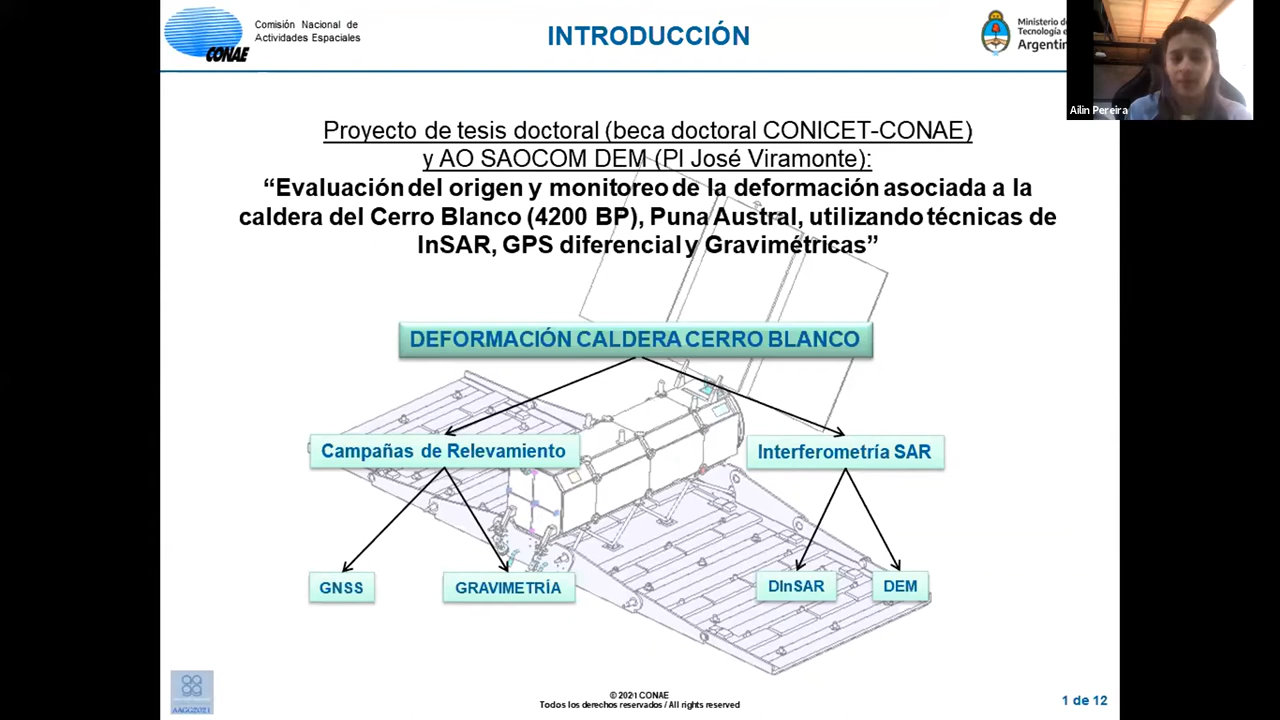 Comisión Nacional de
Actividades Espaciales
CONAE
INTRODUCCIÓN
Ministerio de
Tecnología e
Argentin
Ailin Pereira
Proyecto de tesis doctoral (beca doctoral CONICET-CONAE)
y AO SAOCOM DEM (PI José Viramonte):
“Evaluación del origen y monitoreo de la deformación asociada a la
caldera del Cerro Blanco (4200 BP), Puna Austral, utilizando técnicas de
InSAR, GPS diferencial y Gravimétricas”
DEFORMACIÓN CALDERA CERRO BLANCO
Campañas de Relevamiento
Interferometría SAR
GNSS
GRAVIMETRÍA
DInSAR
DEM
AAGG2021
© 2021 CONAE
Todos los derechos reservados / All rights reserved
1 de 12